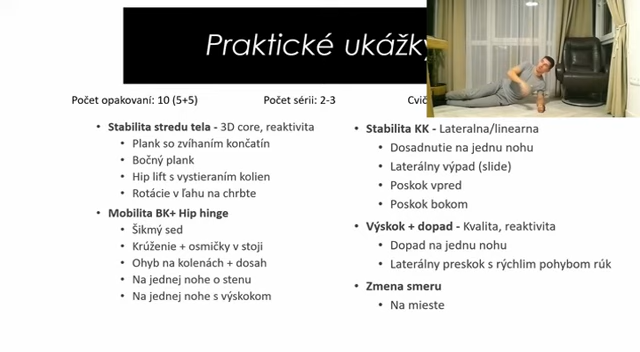 Praktické ukážky
Počet opakovaní: 10 (5+5)
Počet sérii: 2-3
Cvič
Stabilita stredu tela - 3D core, reaktivita
Plank so zvíhaním končatín
Bočný plank
Hip lift s vystieraním kolien
Rotácie v ľahu na chrbte
Mobilita BK+ Hip hinge
Šikmý sed
Krúženie + osmičky v stoji
Ohyb na kolenách + dosah
Na jednej nohe o stenu
Na jednej nohe s výskokom
Stabilita KK - Lateralna/linearna
Dosadnutie na jednu nohu
Laterálny výpad (slide)
Poskok vpred
Poskok bokom
Výskok + dopad - Kvalita, reaktivita
Dopad na jednu nohu
Laterálny preskok s rýchlim pohybom rúk
Zmena smeru
Na mieste